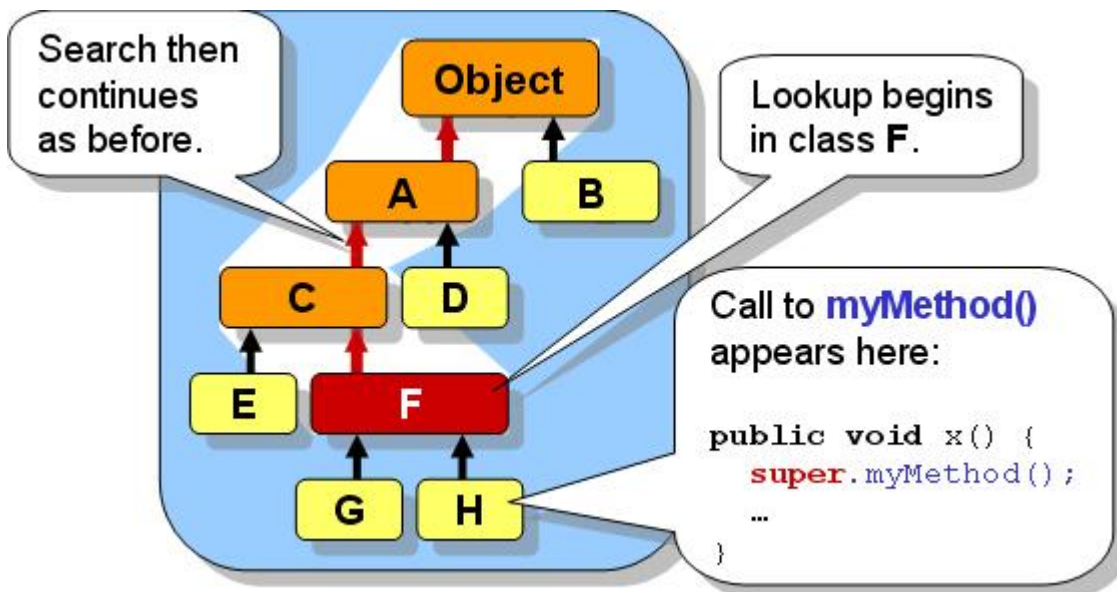 Search then
continues
as before.
Object
Lookup begins
in class F.
A
B
C
D
Call to myMethod()
appears here:
E
F
public void x() {
super.myMethod();
…
}
G
H